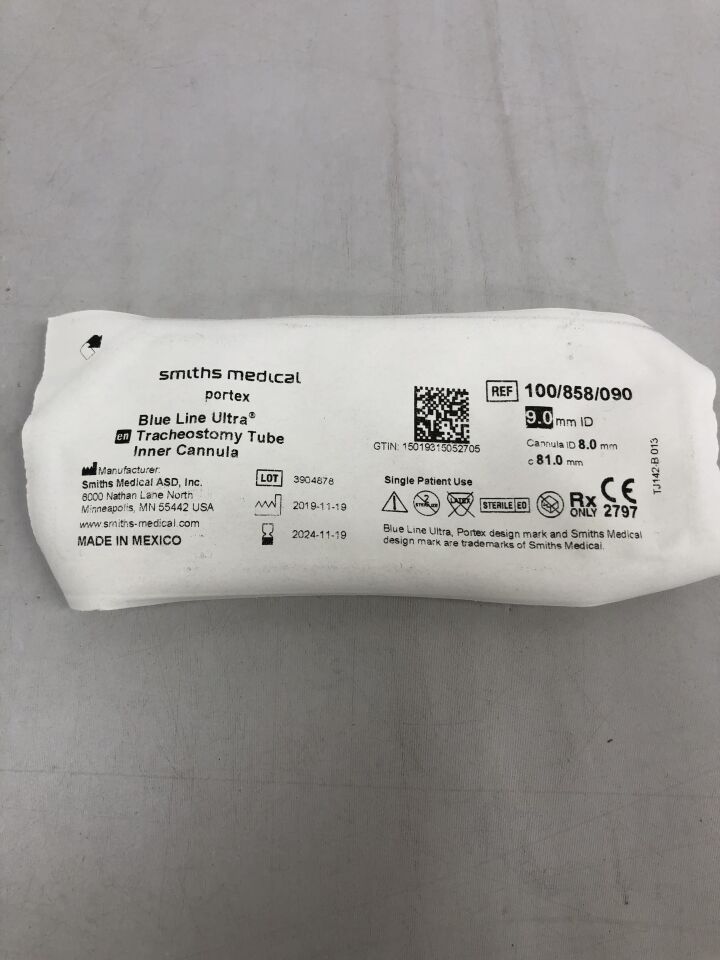 smiths medical
portex
Blue Line Ultra®
en Tracheostomy Tube
Inner Cannula
Manufacturer:
Smiths Medical ASD, Inc.
6000 Nathan Lane North
Minneapolis, MN 55442 USA
www.smiths-medical.com
MADE IN MEXICO
LOT 3904878
2019-11-19
2024-11-19
GTIN: 15019315052705
REF 100/858/090
9.0 mm ID
Cannula ID 8.0 mm
c 81.0 mm
Single Patient Use
2 STERILIZE LATEX STERILE EO Rx ONLY CE 2797
Blue Line Ultra, Portex design mark and Smiths Medical
design mark are trademarks of Smiths Medical.
TJ142-B 013